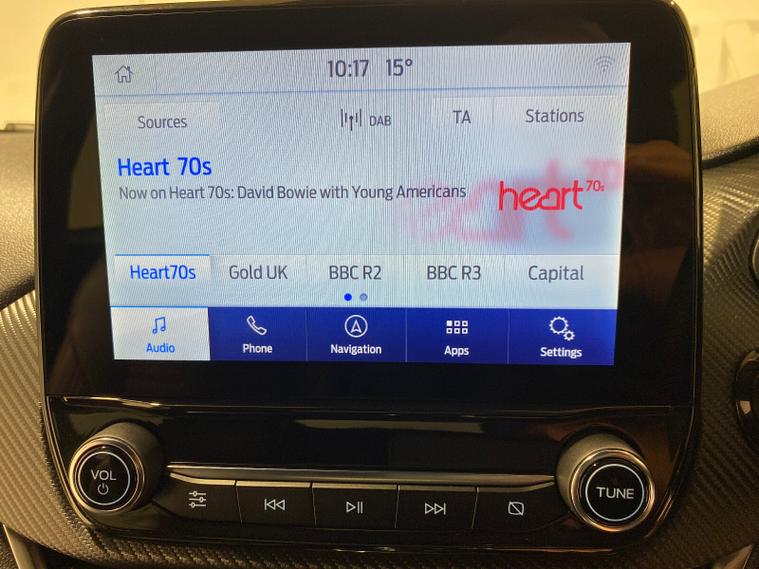 10:17 15°
Sources DAB TA Stations
Heart 70s
Now on Heart 70s: David Bowie with Young Americans
heart 70s
Heart70s Gold UK BBC R2 BBC R3 Capital
Audio Phone Navigation Apps Settings
VOL TUNE